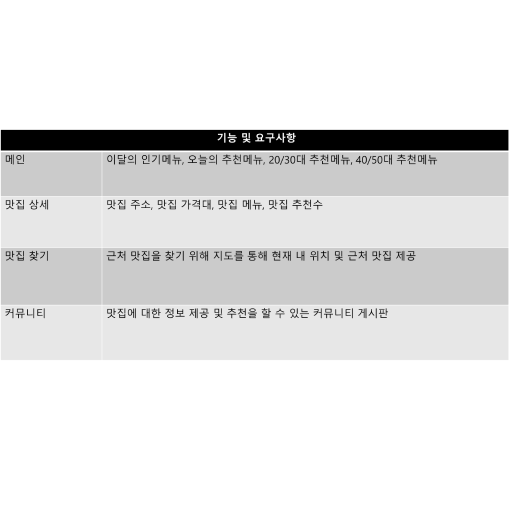 기능 및 요구사항
메인
이달의 인기메뉴, 오늘의 추천메뉴, 20/30대 추천메뉴, 40/50대 추천메뉴
맛집 상세
맛집 주소, 맛집 가격대, 맛집 메뉴, 맛집 추천수
맛집 찾기
근처 맛집을 찾기 위해 지도를 통해 현재 내 위치 및 근처 맛집 제공
커뮤니티
맛집에 대한 정보 제공 및 추천을 할 수 있는 커뮤니티 게시판